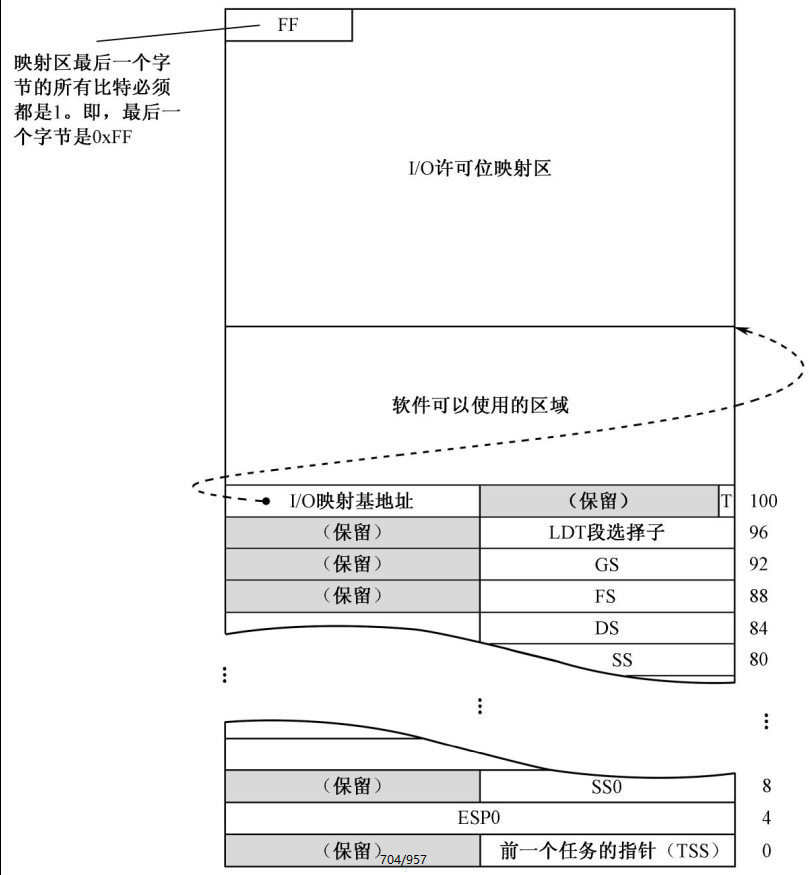 FF
映射区最后一个字
节的所有比特必须
都是1。即，最后一
个字节是0xFF
I/O许可位映射区
软件可以使用的区域
I/O映射基地址 （保留） T 100
（保留） LDT段选择子 96
（保留） GS 92
（保留） FS 88
DS 84
SS 80
（保留） SS0 8
ESP0 4
（保留） 前一个任务的指针（TSS） 0
704/957